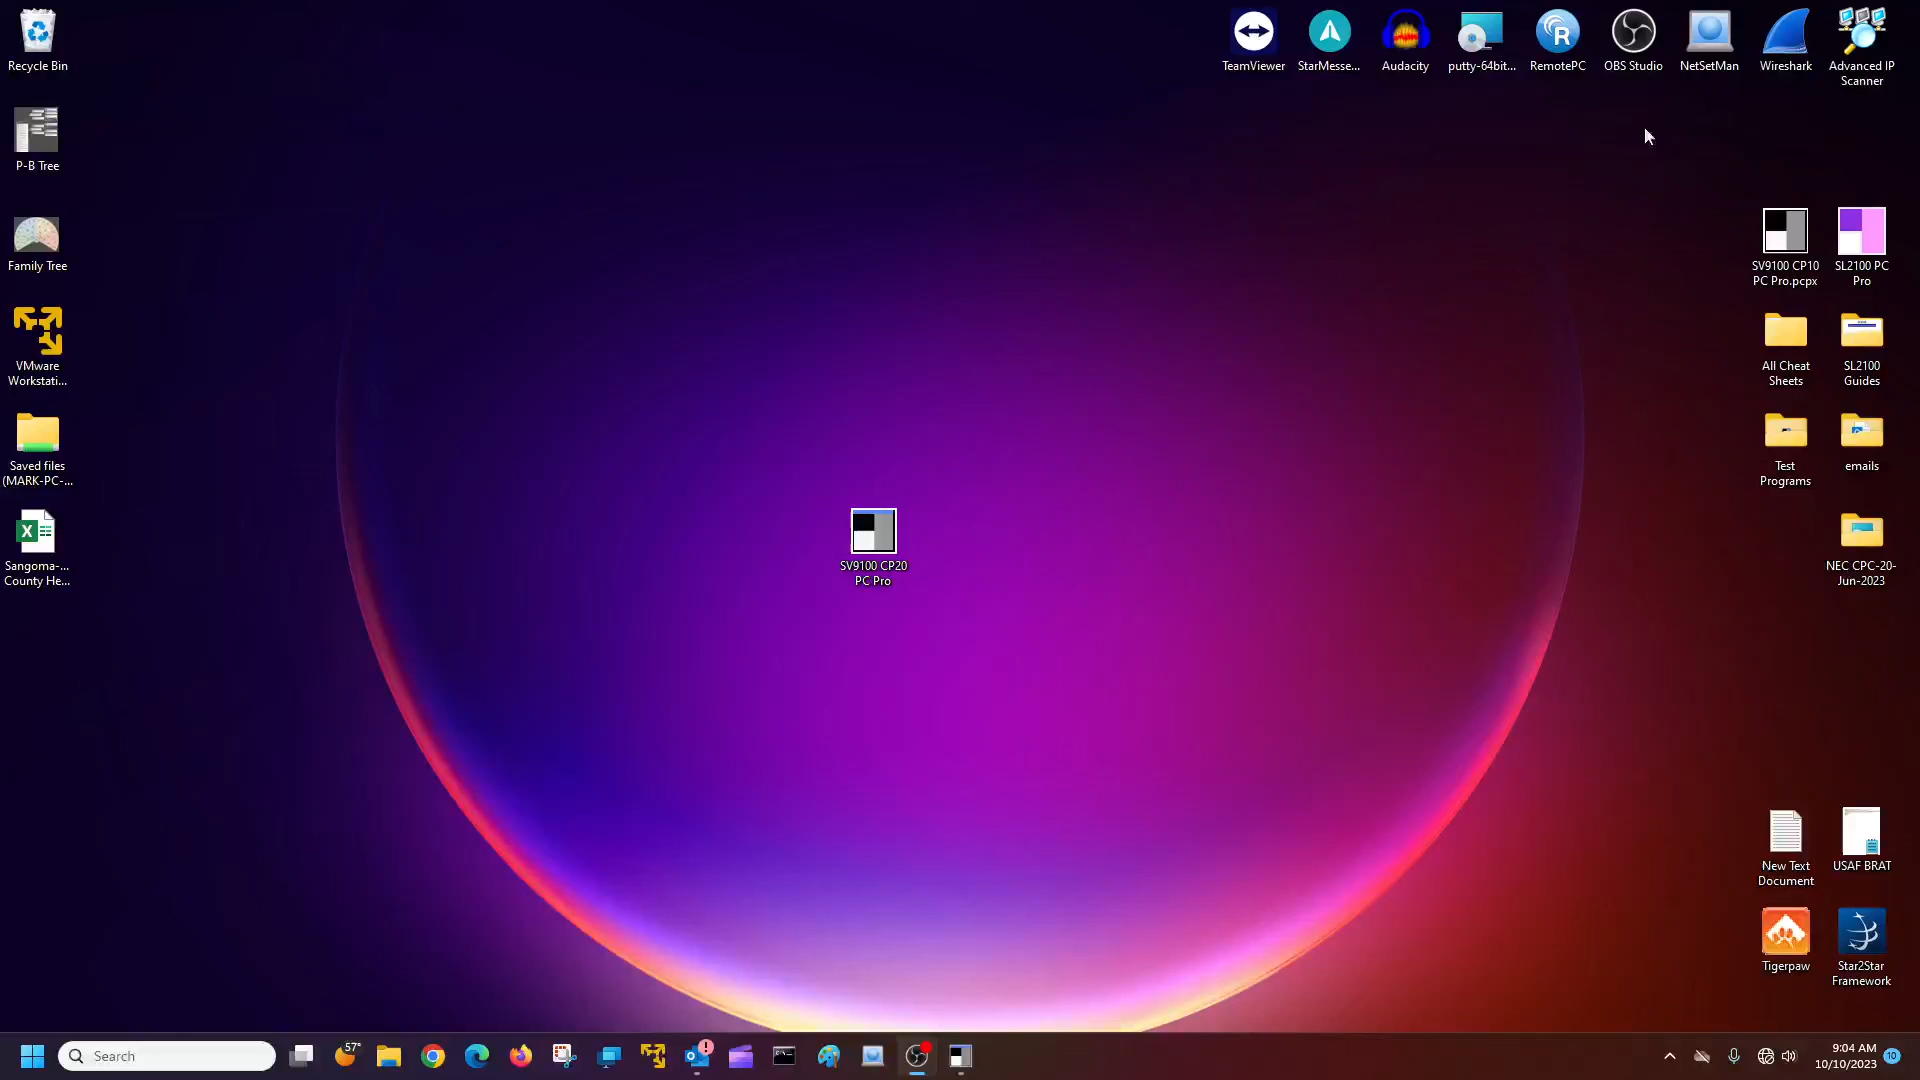 Recycle Bin
TeamViewer
StarMesse...
Audacity
putty-64bit...
RemotePC
OBS Studio
NetSetMan
Wireshark
Advanced IP
Scanner
P-B Tree
Family Tree
SV9100 CP10
PC Pro.pcpx
SL2100 PC
Pro
VMware
Workstati...
All Cheat
Sheets
SL2100
Guides
Saved files
(MARK-PC-...
Test
Programs
emails
Sangoma-...
County He...
SV9100 CP20
PC Pro
NEC CPC-20-
Jun-2023
New Text
Document
USAF BRAT
Tigerpaw
Star2Star
Framework
Search
57°
9:04 AM
10/10/2023
10